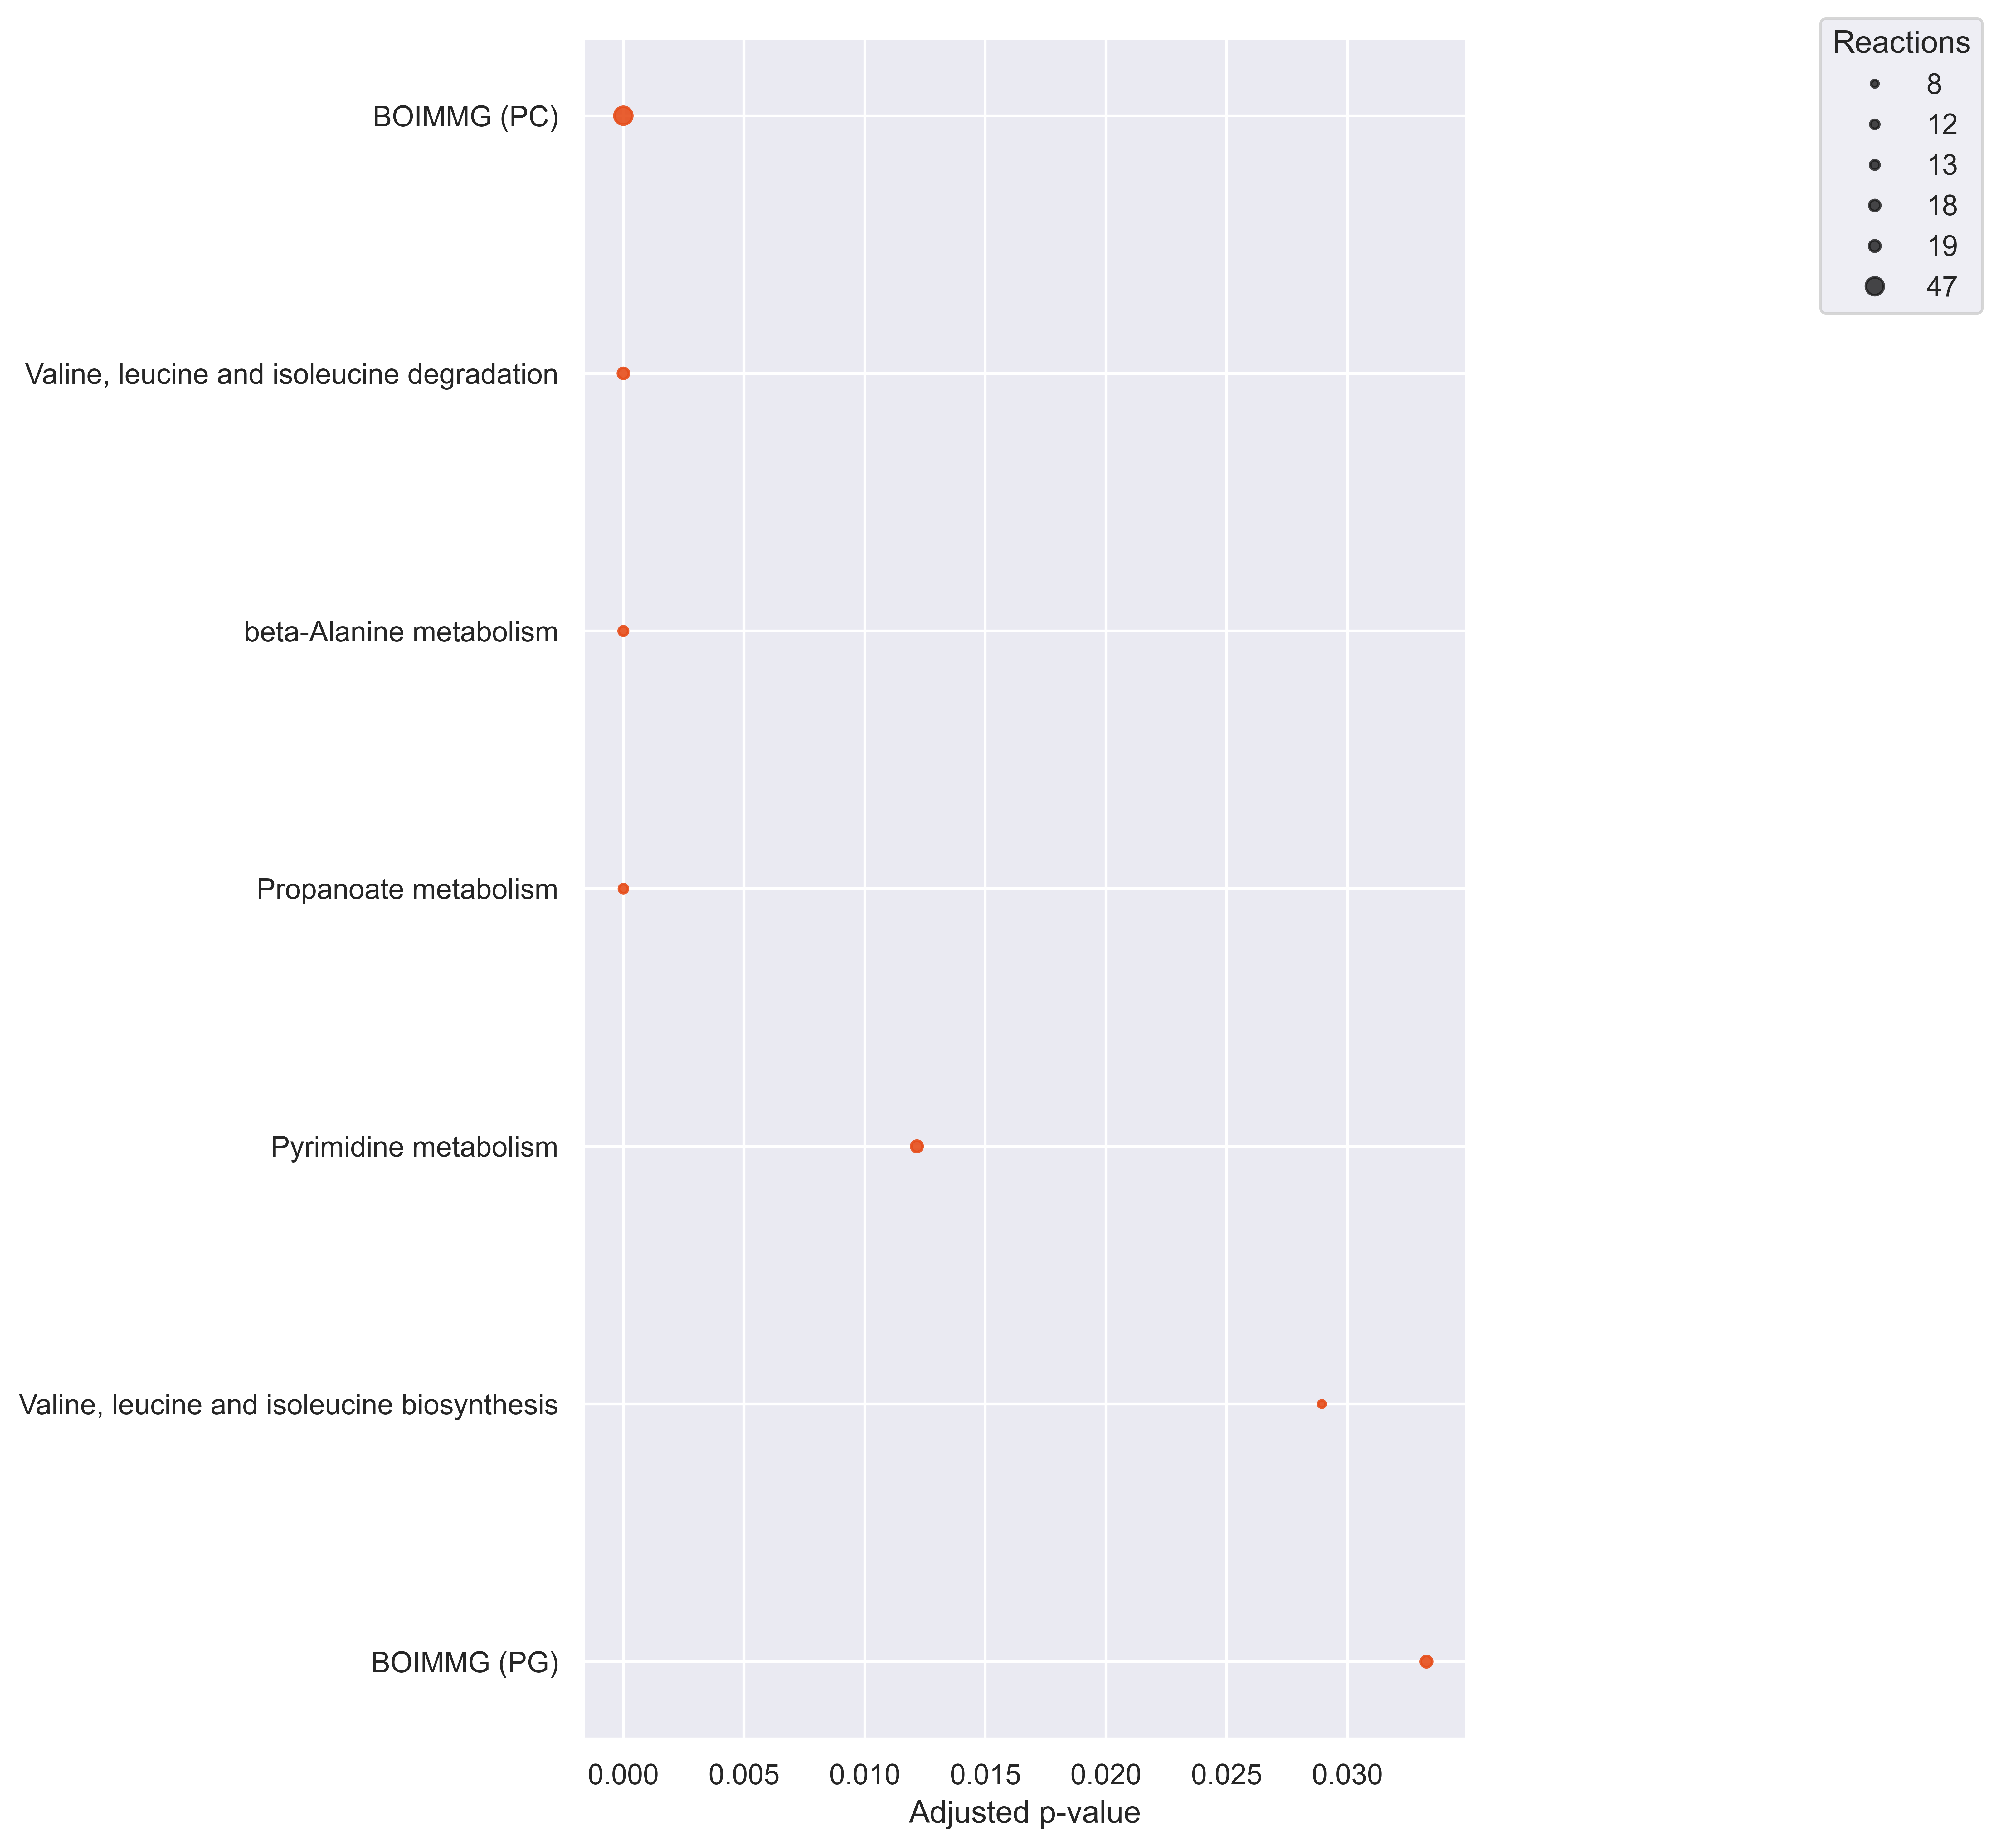 Reactions
8
12
13
18
19
47
BOIMMG (PC)
Valine, leucine and isoleucine degradation
beta-Alanine metabolism
Propanoate metabolism
Pyrimidine metabolism
Valine, leucine and isoleucine biosynthesis
BOIMMG (PG)
0.000 0.005 0.010 0.015 0.020 0.025 0.030
Adjusted p-value